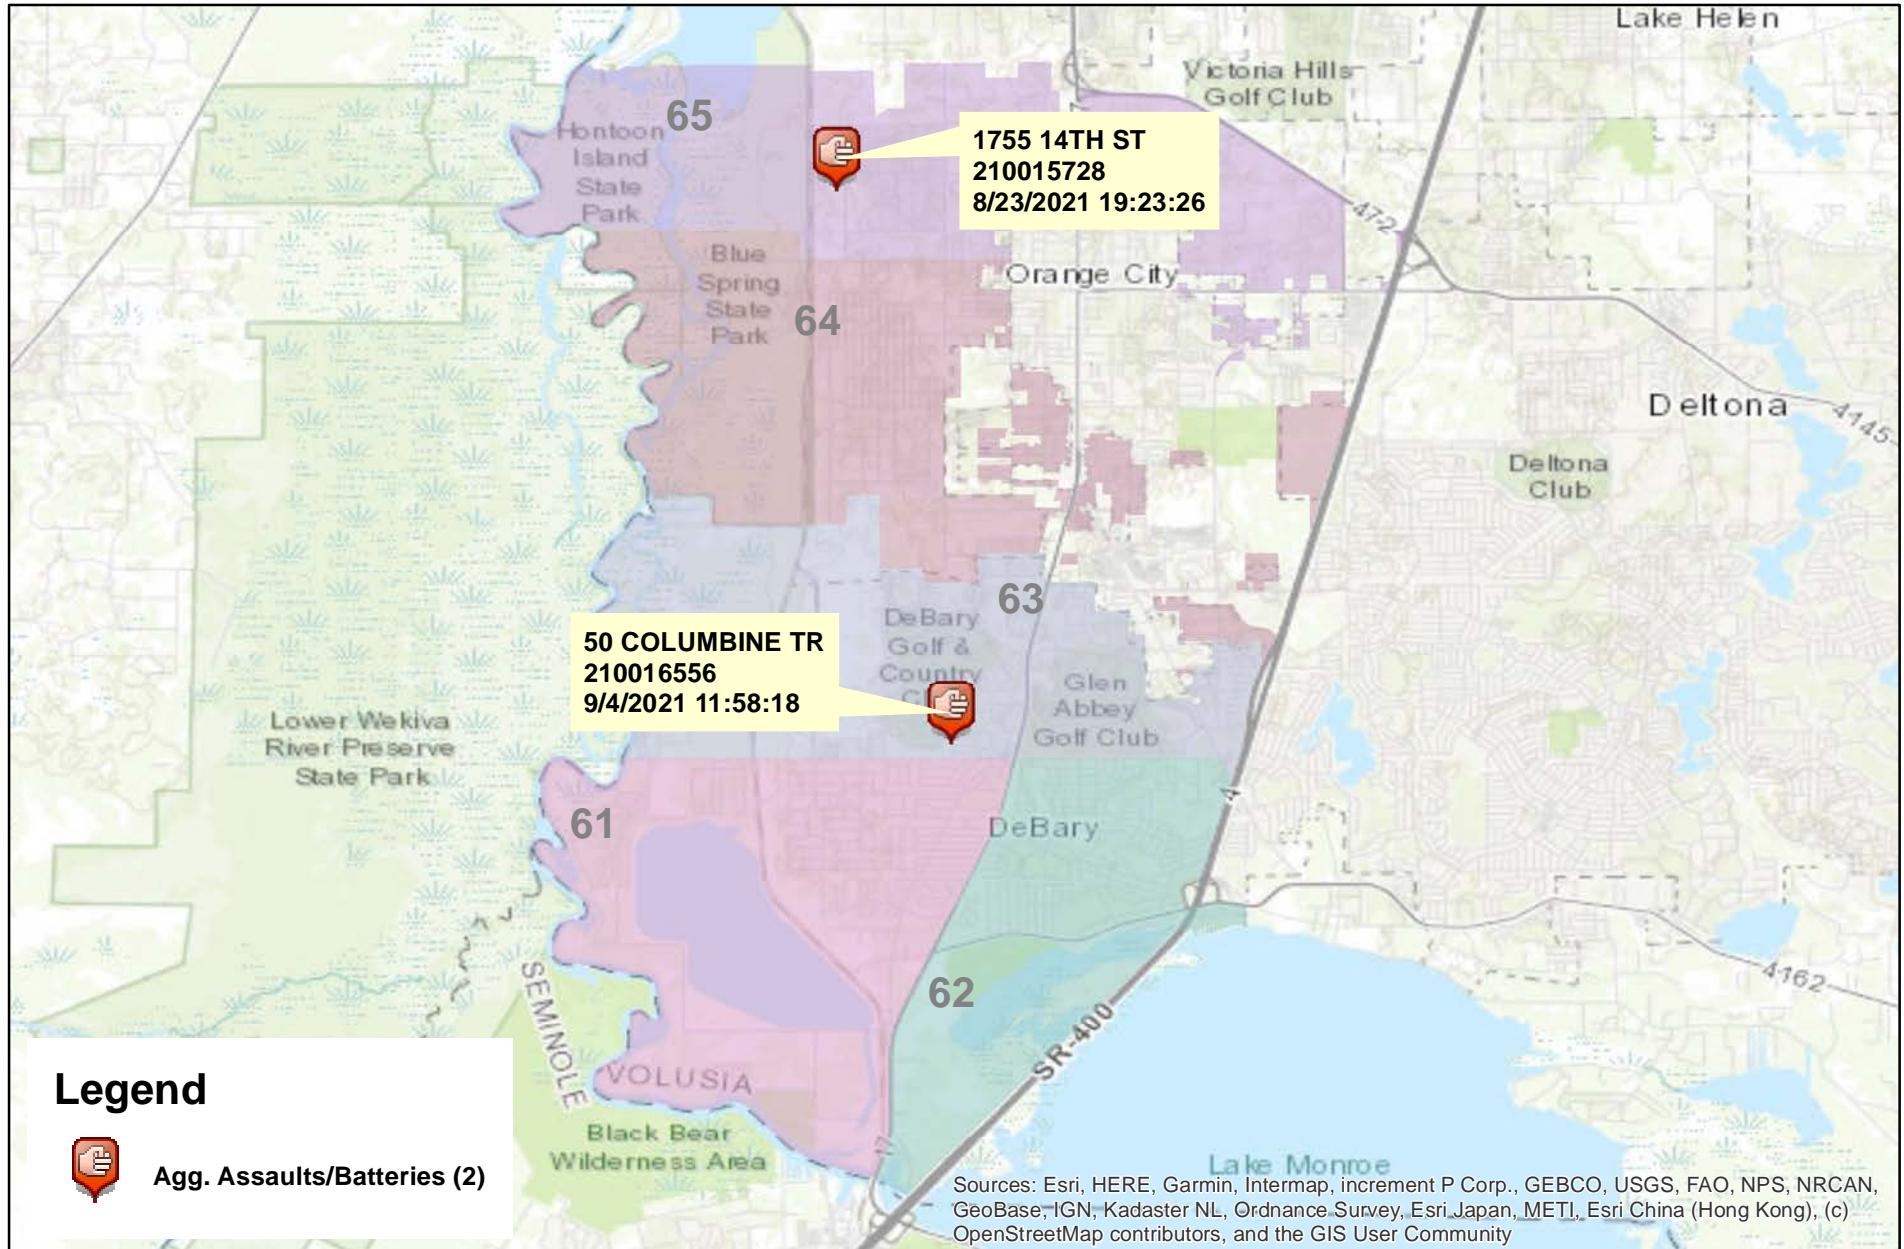 Lake Helen
Victoria Hills
Golf Club
65
Hontoon
Island
State
Park
1755 14TH ST
210015728
8/23/2021 19:23:26
472
Blue
Spring
State
Park
64
Orange City
Deltona
4145
Deltona
Club
63
DeBary
Golf &
Country
50 COLUMBINE TR
210016556
9/4/2021 11:58:18
Glen
Abbey
Golf Club
Lower Wekiva
River Preserve
State Park
61
4
DeBary
62
4162
SEMINOLE
VOLUSIA
SR-400
17
Black Bear
Wilderness Area
Lake Monroe
Legend
Agg. Assaults/Batteries (2)
Sources: Esri, HERE, Garmin, Intermap, increment P Corp., GEBCO, USGS, FAO, NPS, NRCAN,
GeoBase, IGN, Kadaster NL, Ordnance Survey, Esri Japan, METI, Esri China (Hong Kong), (c)
OpenStreetMap contributors, and the GIS User Community